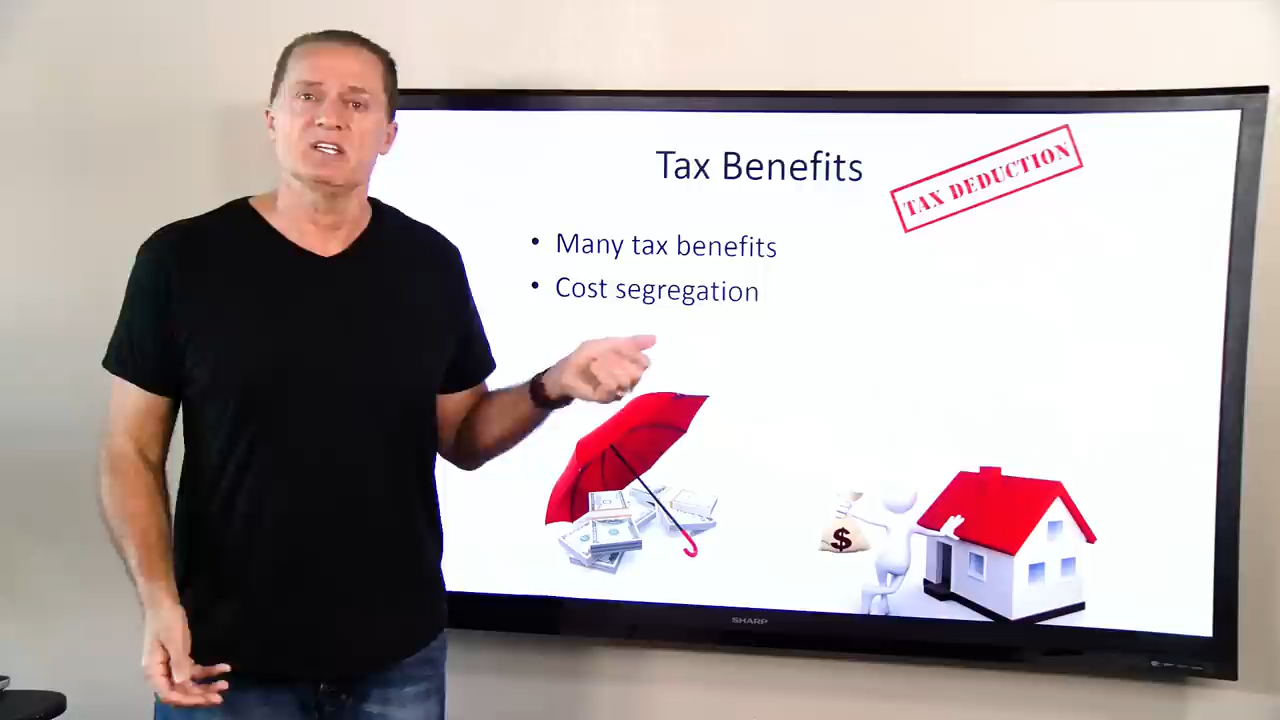 Tax Benefits
TAX DEDUCTION
• Many tax benefits
• Cost segregation
$
SHARP